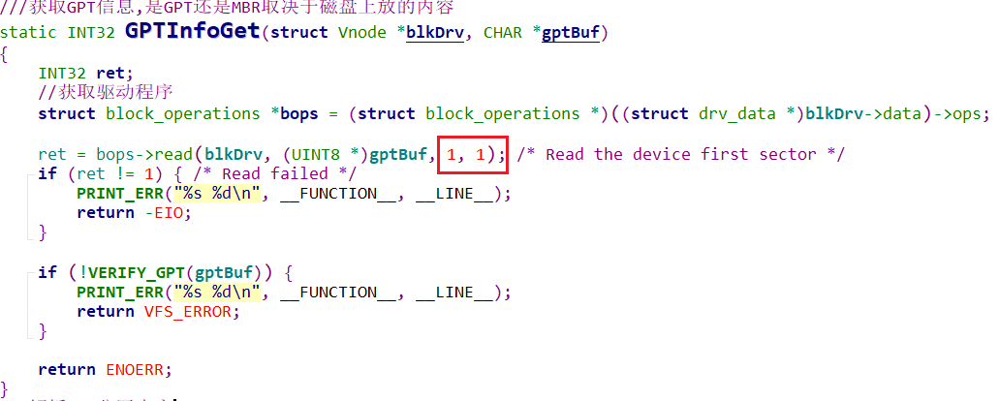 ///获取GPT信息,是GPT还是MBR取决于磁盘上放的内容
static INT32 GPTInfoGet(struct Vnode *blkDrv, CHAR *gptBuf)
{
    INT32 ret;
    //获取驱动程序
    struct block_operations *bops = (struct block_operations *)((struct drv_data *)blkDrv->data)->ops;
    ret = bops->read(blkDrv, (UINT8 *)gptBuf, 1, 1); /* Read the device first sector */
    if (ret != 1) { /* Read failed */
        PRINT_ERR("%s %d\n", __FUNCTION__, __LINE__);
        return -EIO;
    }
    if (!VERIFY_GPT(gptBuf)) {
        PRINT_ERR("%s %d\n", __FUNCTION__, __LINE__);
        return VFS_ERROR;
    }
    return ENOERR;
}